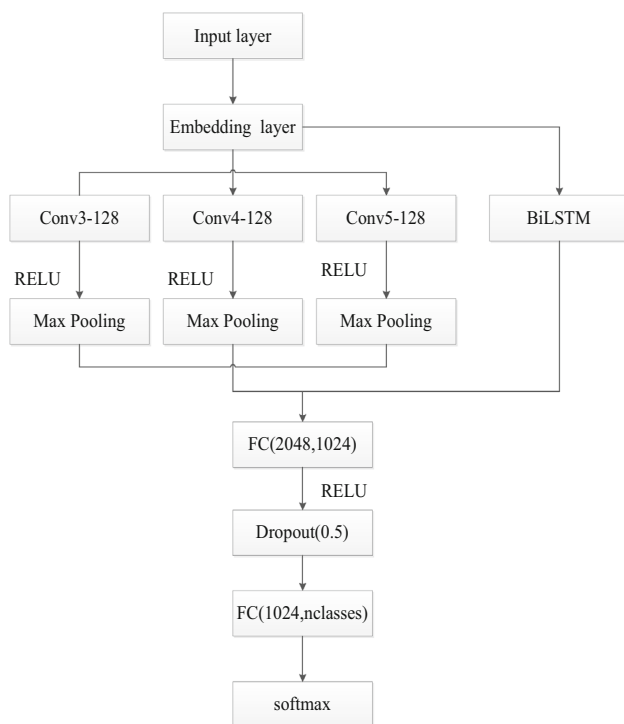 Input layer
Embedding layer
Conv3-128
Conv4-128
Conv5-128
BiLSTM
RELU
RELU
RELU
Max Pooling
Max Pooling
Max Pooling
FC(2048,1024)
RELU
Dropout(0.5)
FC(1024,nclasses)
softmax